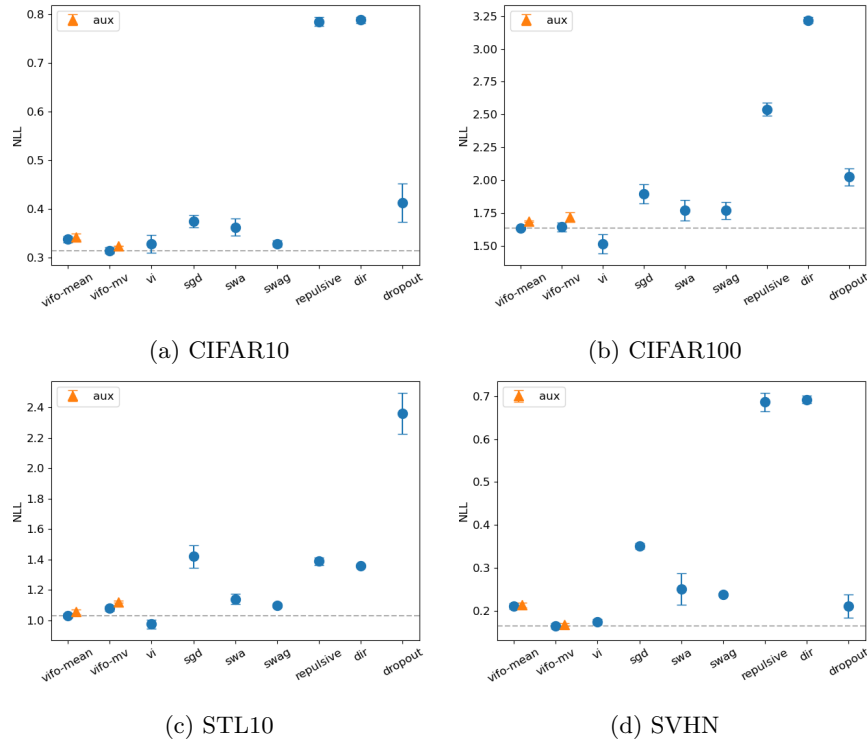 aux
NLL
0.8
0.7
0.6
0.5
0.4
0.3
vifo-mean
vifo-mv
vi
sgd
swa
swag
repulsive
dir
dropout
(a) CIFAR10
aux
NLL
3.25
3.00
2.75
2.50
2.25
2.00
1.75
1.50
vifo-mean
vifo-mv
vi
sgd
swa
swag
repulsive
dir
dropout
(b) CIFAR100
aux
NLL
2.4
2.2
2.0
1.8
1.6
1.4
1.2
1.0
vifo-mean
vifo-mv
vi
sgd
swa
swag
repulsive
dir
dropout
(c) STL10
aux
NLL
0.7
0.6
0.5
0.4
0.3
0.2
vifo-mean
vifo-mv
vi
sgd
swa
swag
repulsive
dir
dropout
(d) SVHN